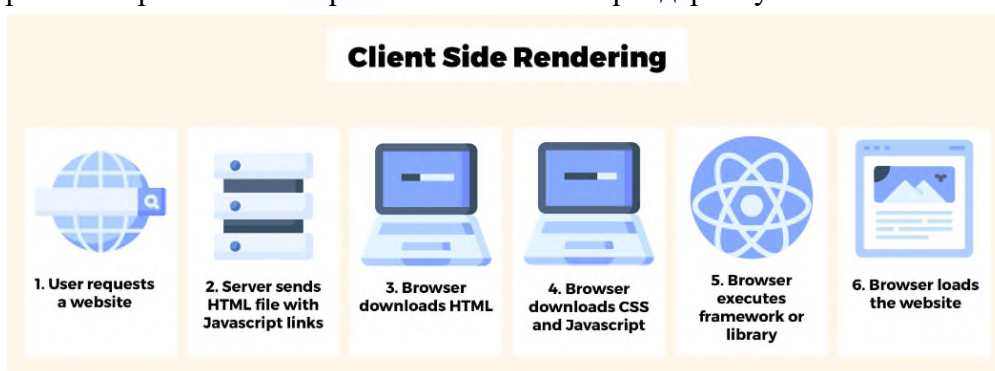 Client Side Rendering
1. User requests
a website
2. Server sends
HTML file with
Javascript links
3. Browser
downloads HTML
4. Browser
downloads CSS
and Javascript
5. Browser
executes
framework or
library
6. Browser loads
the website